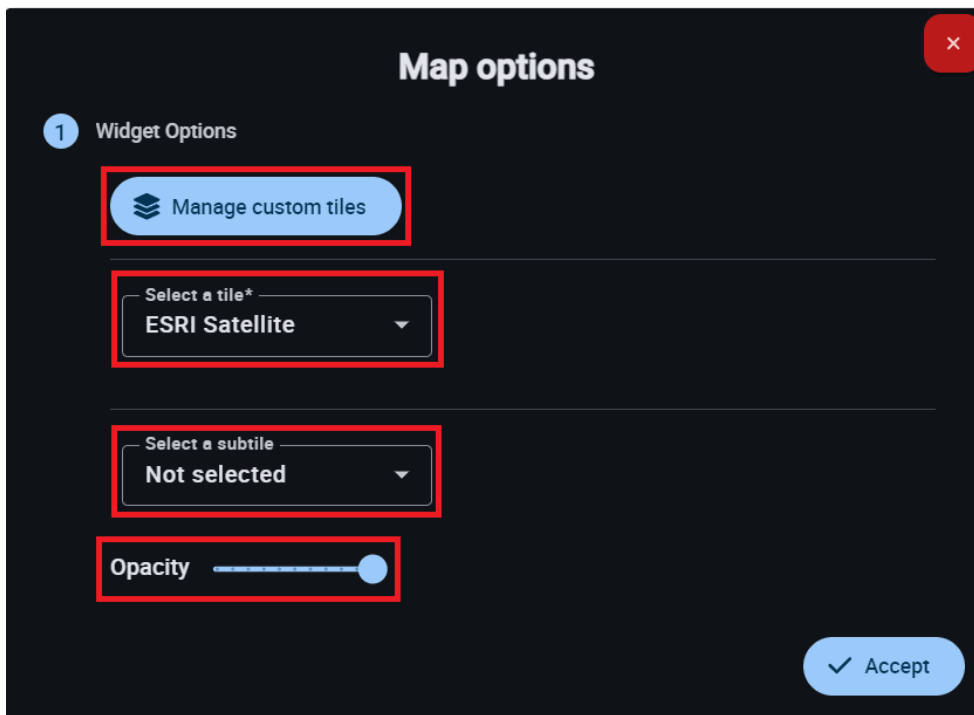 Map options
1 Widget Options
Manage custom tiles
Select a tile*
ESRI Satellite
Select a subtile
Not selected
Opacity
Accept